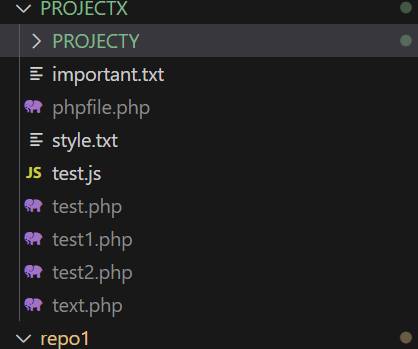 PROJECTX
PROJECTY
important.txt
phpfile.php
style.txt
JS test.js
test.php
test1.php
test2.php
text.php
repo1